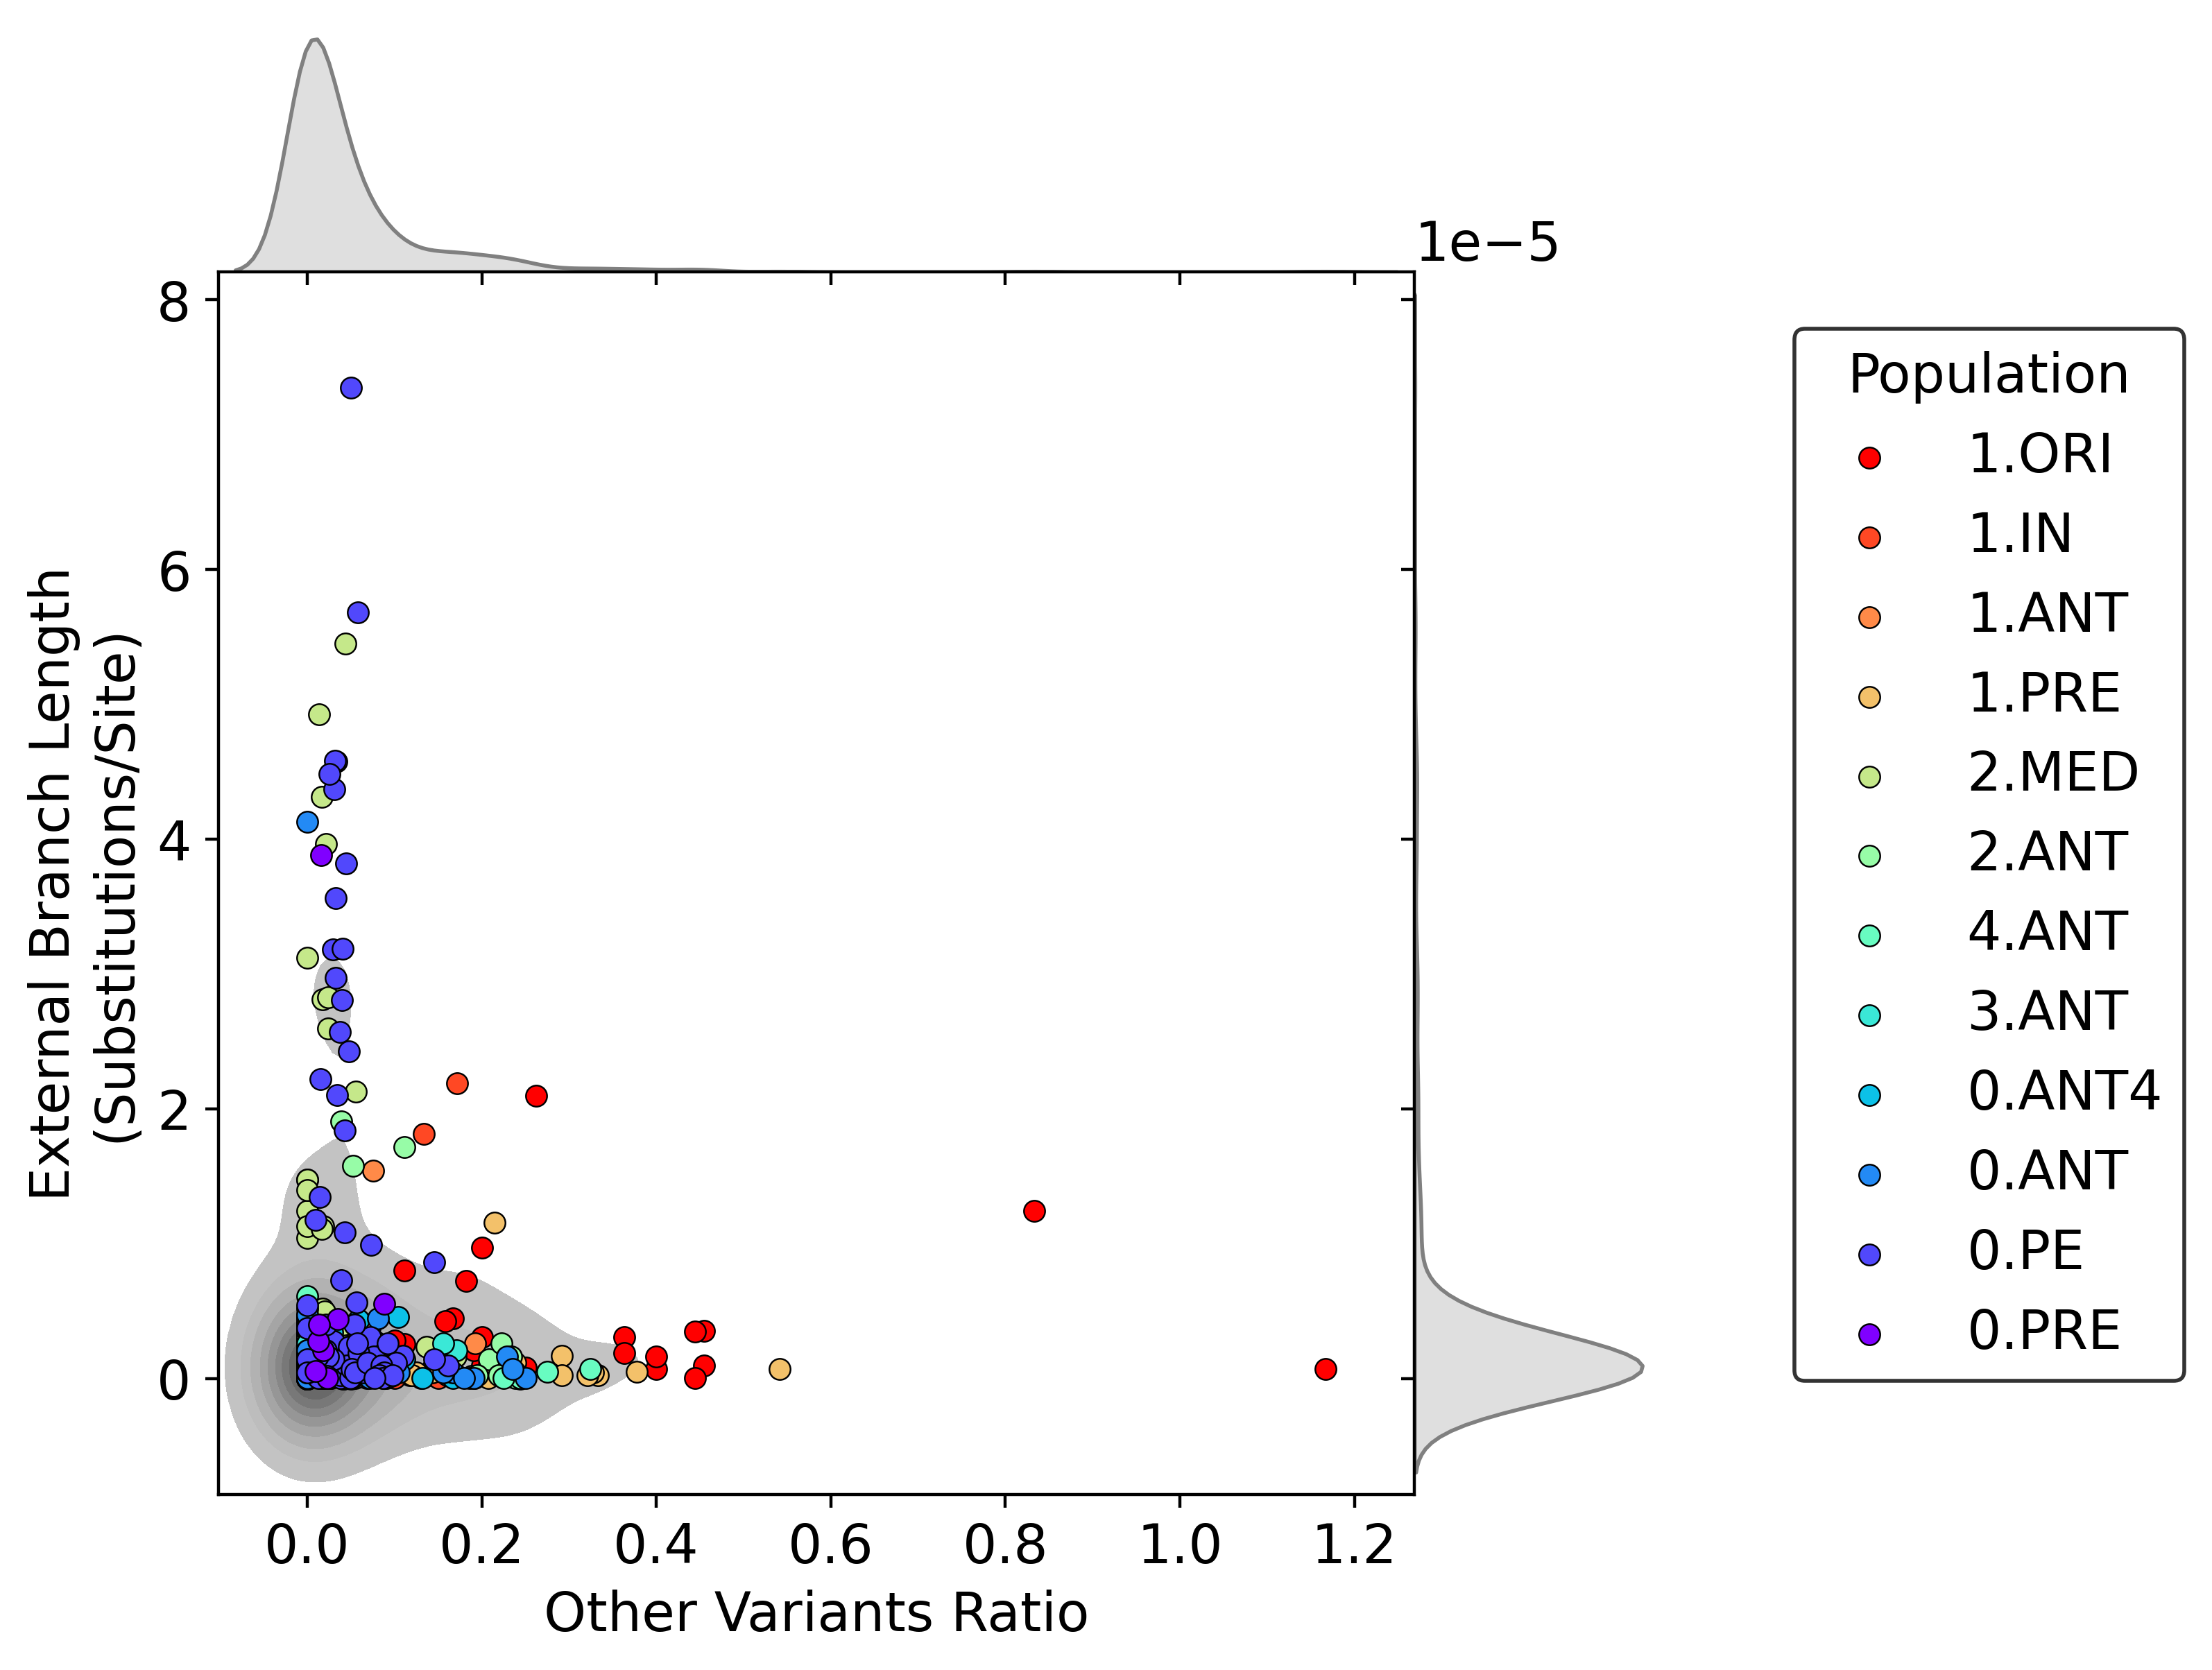 1e−5
8
6
4
2
0
External Branch Length
(Substitutions/Site)
0.0 0.2 0.4 0.6 0.8 1.0 1.2
Other Variants Ratio
Population
1.ORI
1.IN
1.ANT
1.PRE
2.MED
2.ANT
4.ANT
3.ANT
0.ANT4
0.ANT
0.PE
0.PRE